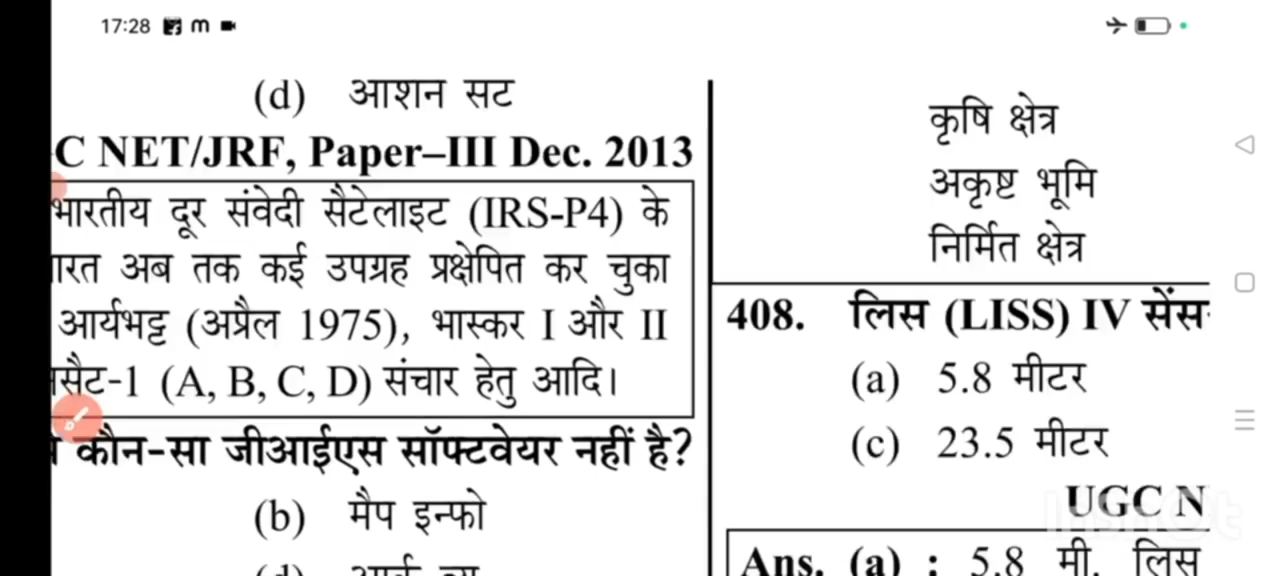 17:28
(d) आशन सट
C NET/JRF, Paper–III Dec. 2013
भारतीय दूर संवेदी सैटेलाइट (IRS-P4) के
ारत अब तक कई उपग्रह प्रक्षेपित कर चुका
आर्यभट्ट (अप्रैल 1975), भास्कर I और II
सैट-1 (A, B, C, D) संचार हेतु आदि।
कौन-सा जीआईएस सॉफ्टवेयर नहीं है?
(b) मैप इन्फो
कृषि क्षेत्र
अकृष्ट भूमि
निर्मित क्षेत्र
408. लिस (LISS) IV सेंस
(a) 5.8 मीटर
(c) 23.5 मीटर
UGC N
Ans. (a) : 5.8 मी. लिस